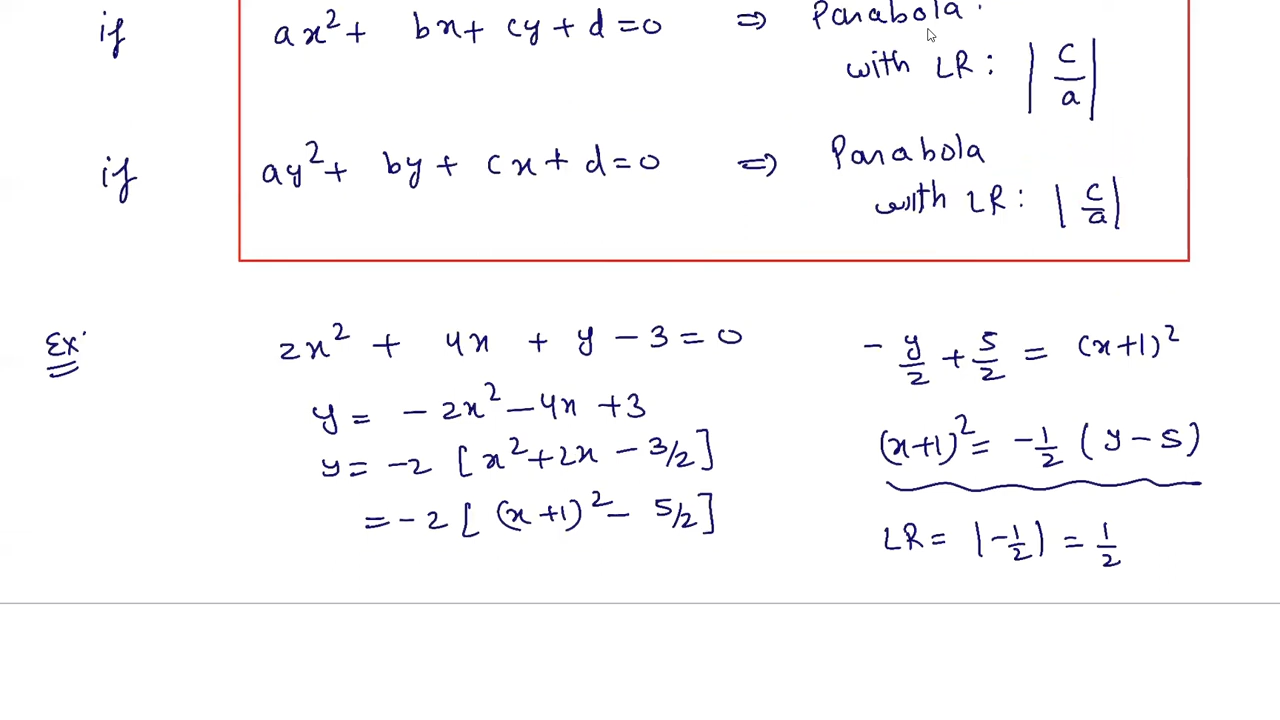 if ax² + bx + cy + d = 0 ⇒ Parabola.
with LR : |c/a|
if ay² + by + cx + d = 0 ⇒ Parabola
with LR : |c/a|
Ex:
2x² + 4x + y - 3 = 0
y = - 2x² - 4x + 3
y = -2 [x² + 2x - 3/2]
= -2 [ (x+1)² - 5/2]
- y/2 + 5/2 = (x+1)²
(x+1)² = -1/2 (y - 5)
LR = |-1/2| = 1/2